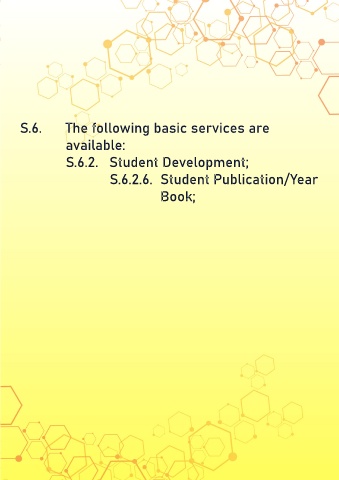 S.6. The following basic services are
available:
S.6.2. Student Development;
S.6.2.6. Student Publication/Year
Book;